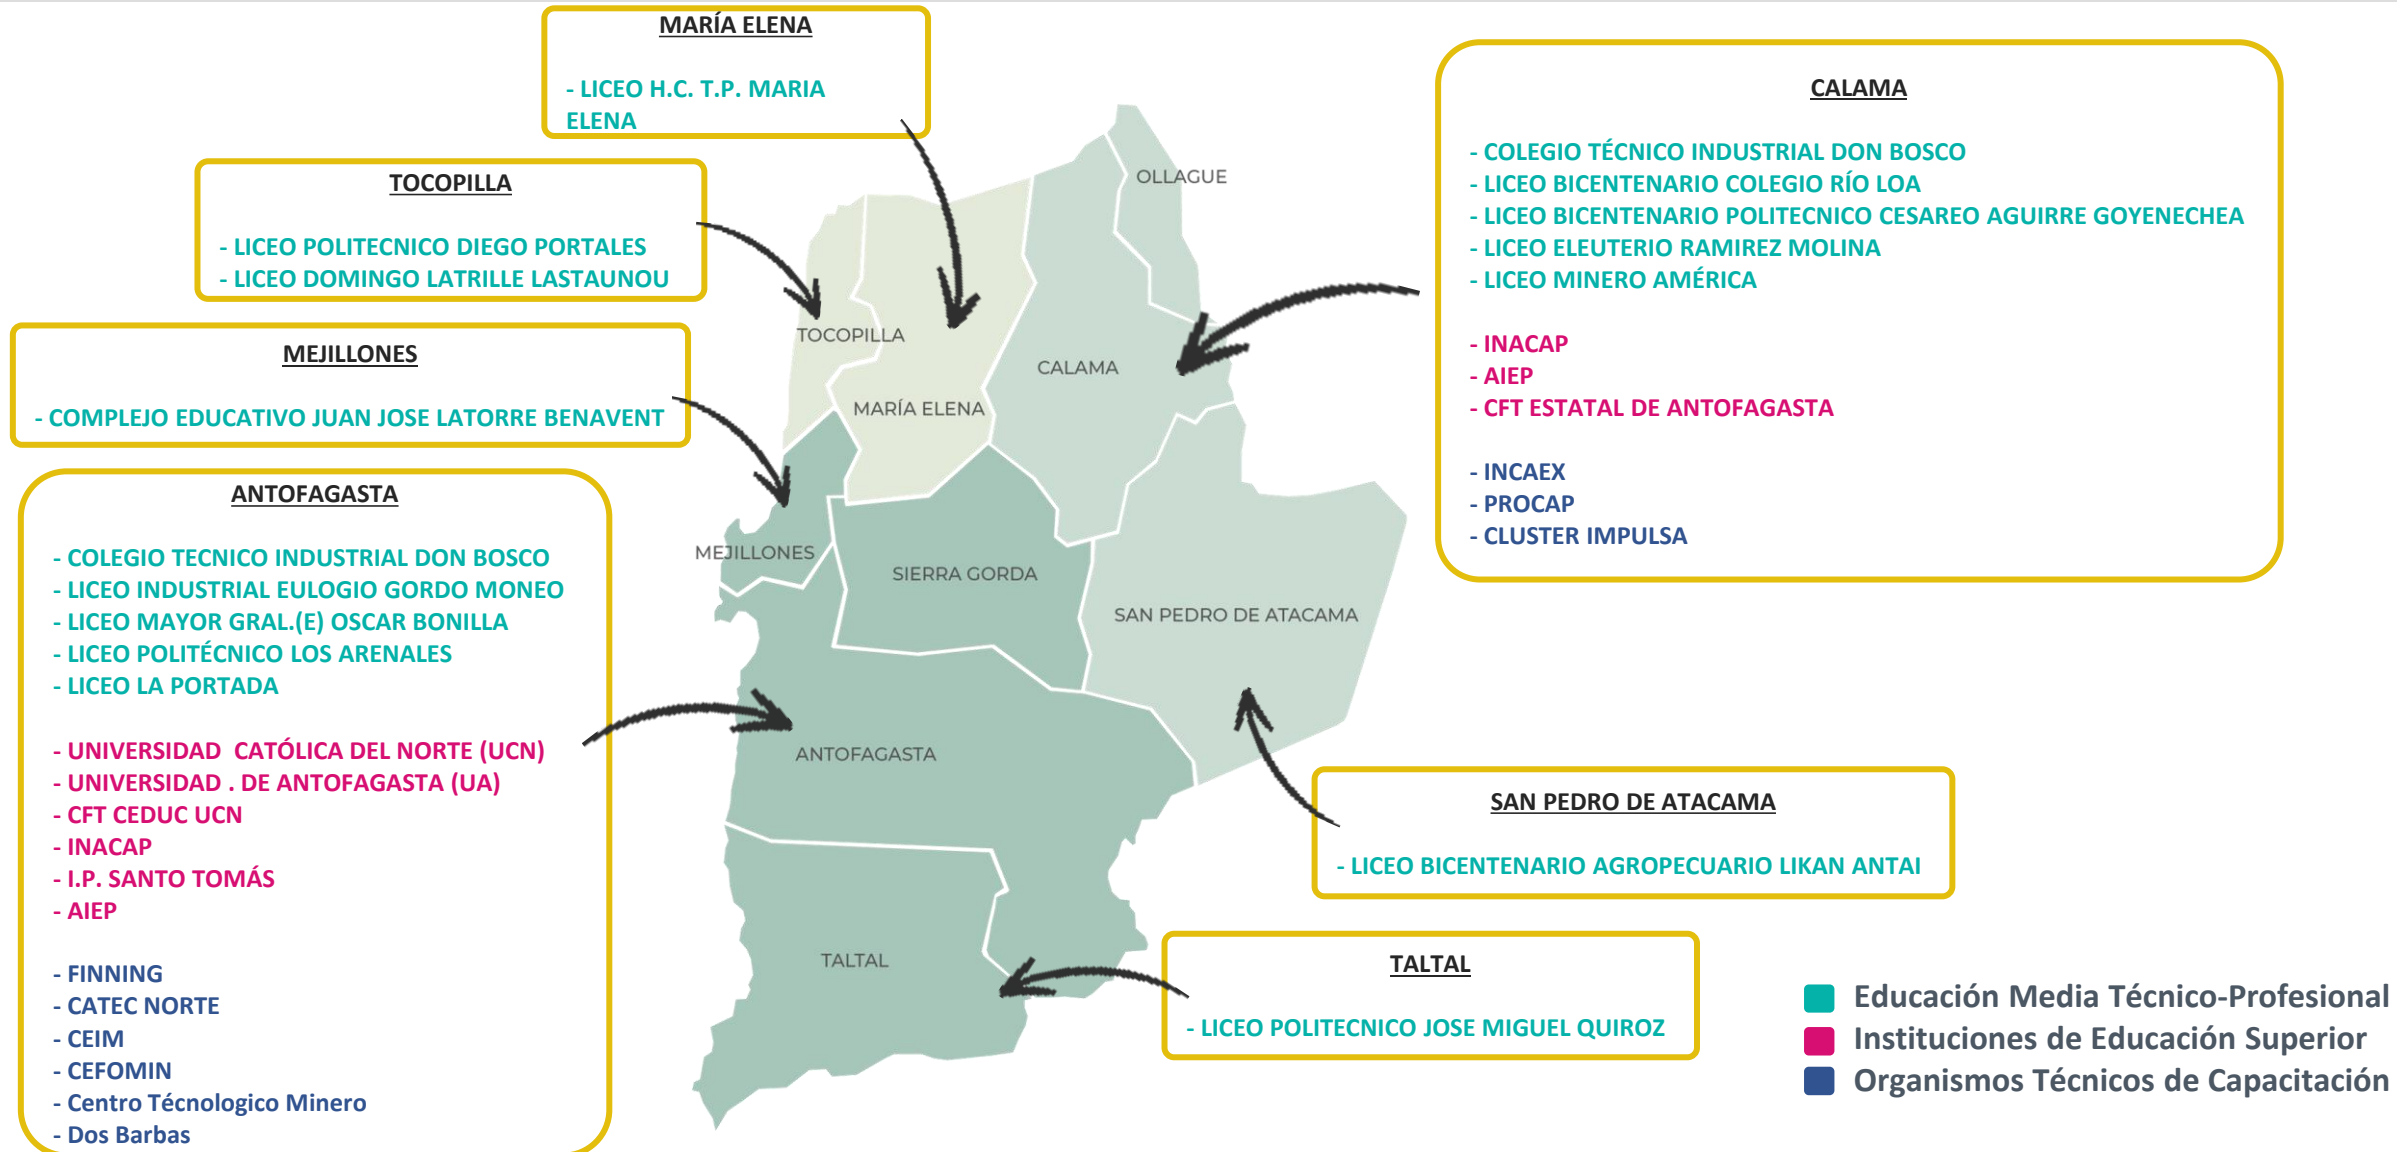 MARÍA ELENA
- LICEO H.C. T.P. MARIA
ELENA
TOCOPILLA
- LICEO POLITECNICO DIEGO PORTALES
- LICEO DOMINGO LATRILLE LASTAUNOU
MEJILLONES
- COMPLEJO EDUCATIVO JUAN JOSE LATORRE BENAVENT
ANTOFAGASTA
- COLEGIO TECNICO INDUSTRIAL DON BOSCO
- LICEO INDUSTRIAL EULOGIO GORDO MONEO
- LICEO MAYOR GRAL.(E) OSCAR BONILLA
- LICEO POLITÉCNICO LOS ARENALES
- LICEO LA PORTADA
- UNIVERSIDAD  CATÓLICA DEL NORTE (UCN)
- UNIVERSIDAD . DE ANTOFAGASTA (UA)
- CFT CEDUC UCN
- INACAP
- I.P. SANTO TOMÁS
- AIEP
- FINNING
- CATEC NORTE
- CEIM
- CEFOMIN
- Centro Técnologico Minero
- Dos Barbas
OLLAGUE
TOCOPILLA
CALAMA
MARÍA ELENA
MEJILLONES
SIERRA GORDA
SAN PEDRO DE ATACAMA
ANTOFAGASTA
TALTAL
CALAMA
- COLEGIO TÉCNICO INDUSTRIAL DON BOSCO
- LICEO BICENTENARIO COLEGIO RÍO LOA
- LICEO BICENTENARIO POLITECNICO CESAREO AGUIRRE GOYENECHEA
- LICEO ELEUTERIO RAMIREZ MOLINA
- LICEO MINERO AMÉRICA
- INACAP
- AIEP
- CFT ESTATAL DE ANTOFAGASTA
- INCAEX
- PROCAP
- CLUSTER IMPULSA
SAN PEDRO DE ATACAMA
- LICEO BICENTENARIO AGROPECUARIO LIKAN ANTAI
TALTAL
- LICEO POLITECNICO JOSE MIGUEL QUIROZ
Educación Media Técnico-Profesional
Instituciones de Educación Superior
Organismos Técnicos de Capacitación